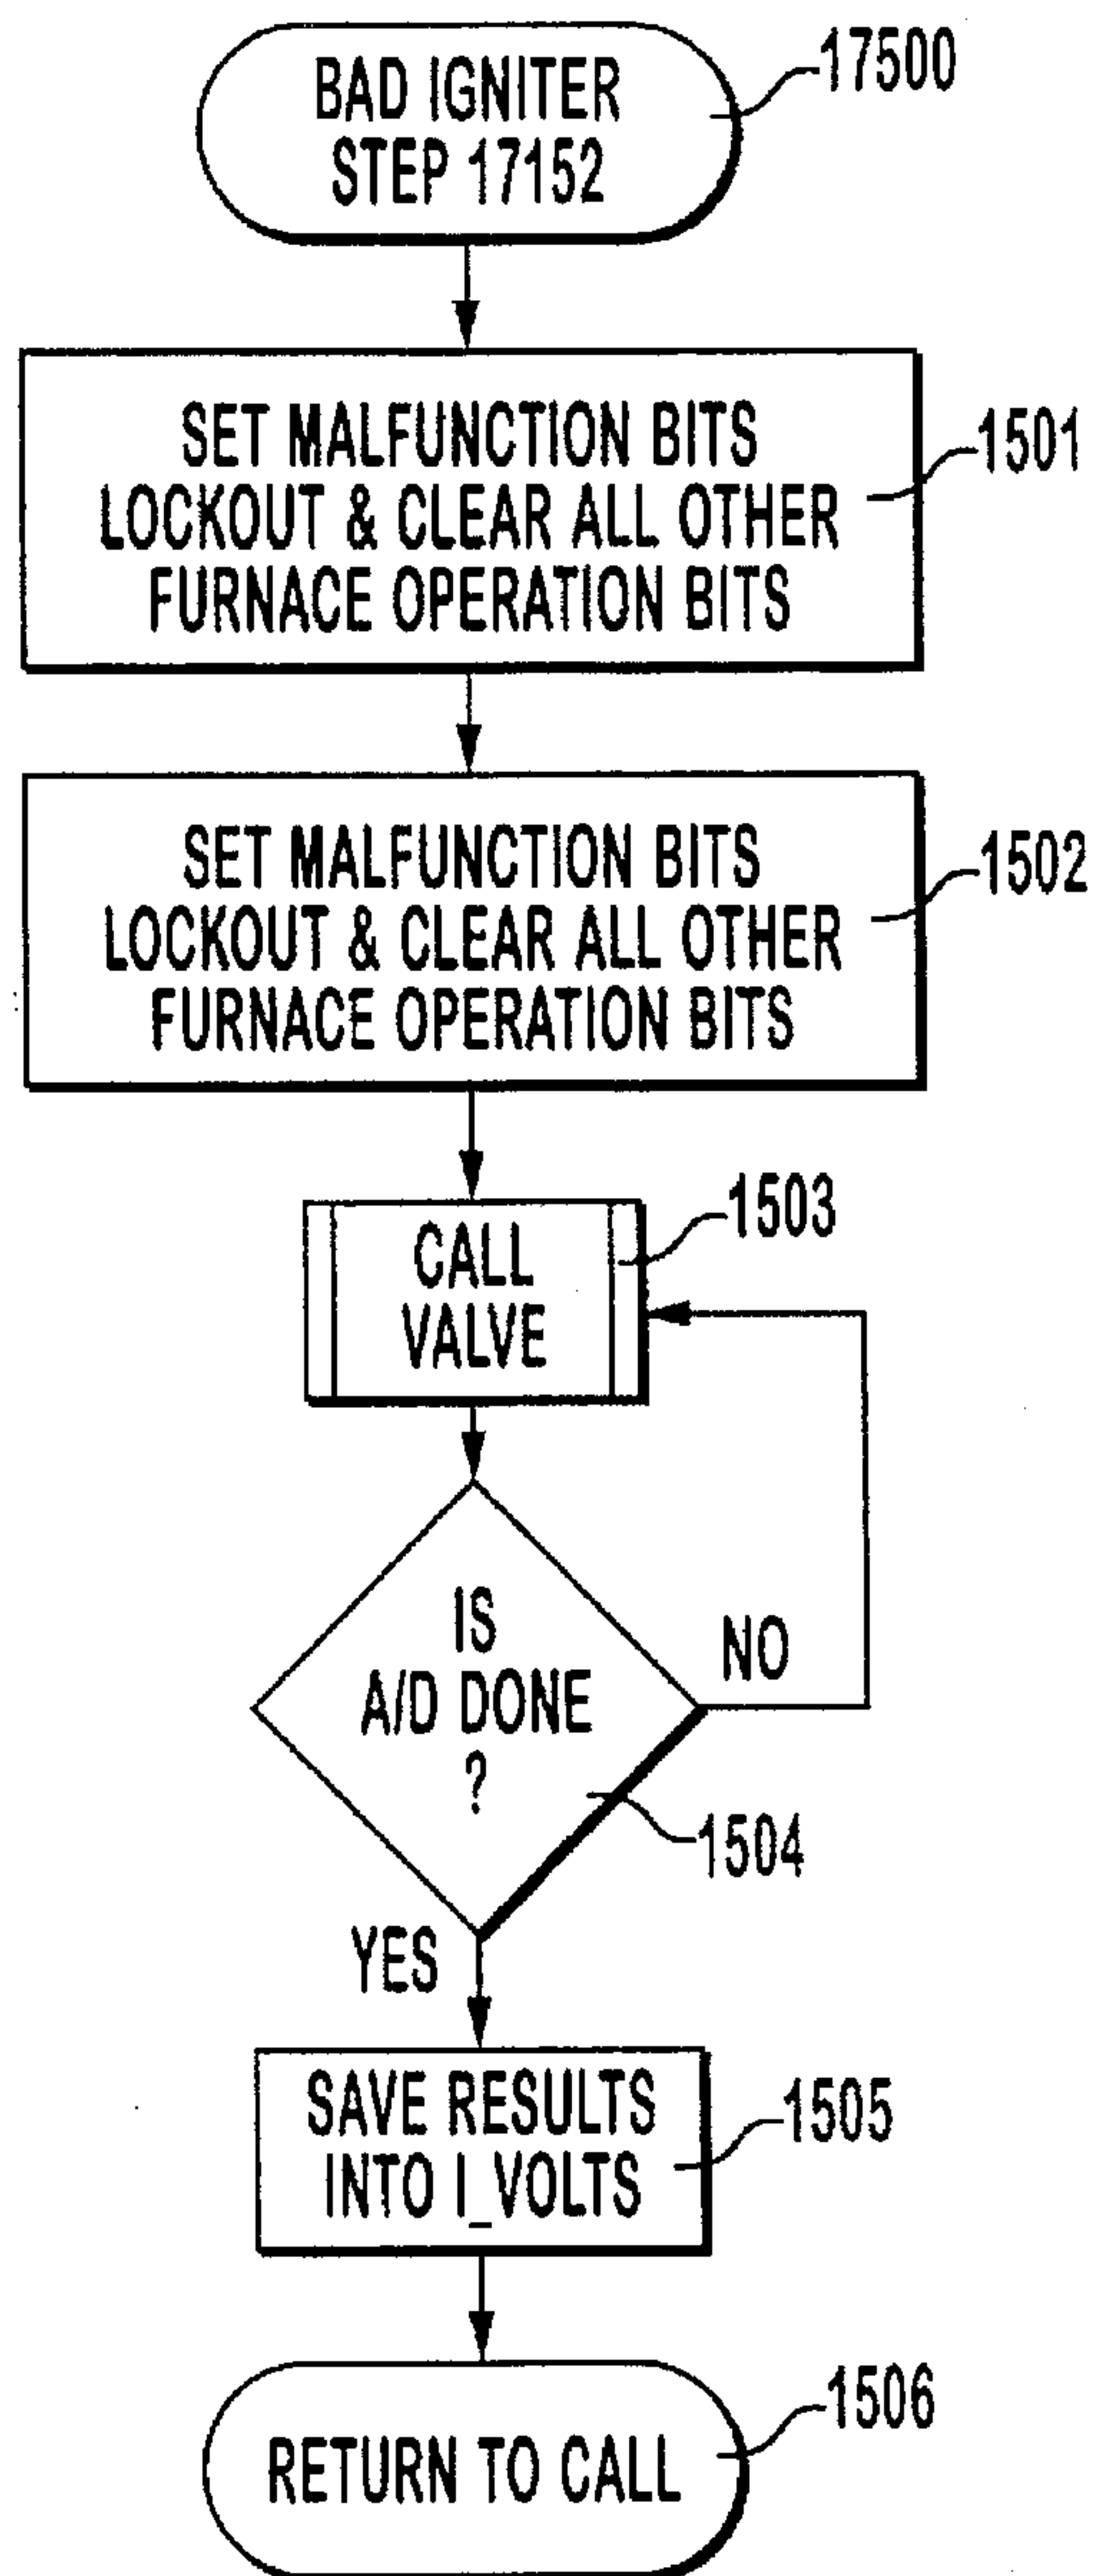 BAD IGNITER
STEP 17152
17500
SET MALFUNCTION BITS
LOCKOUT & CLEAR ALL OTHER
FURNACE OPERATION BITS
1501
SET MALFUNCTION BITS
LOCKOUT & CLEAR ALL OTHER
FURNACE OPERATION BITS
1502
CALL
VALVE
1503
IS
A/D DONE
?
NO
1504
YES
SAVE RESULTS
INTO I_VOLTS
1505
RETURN TO CALL
1506